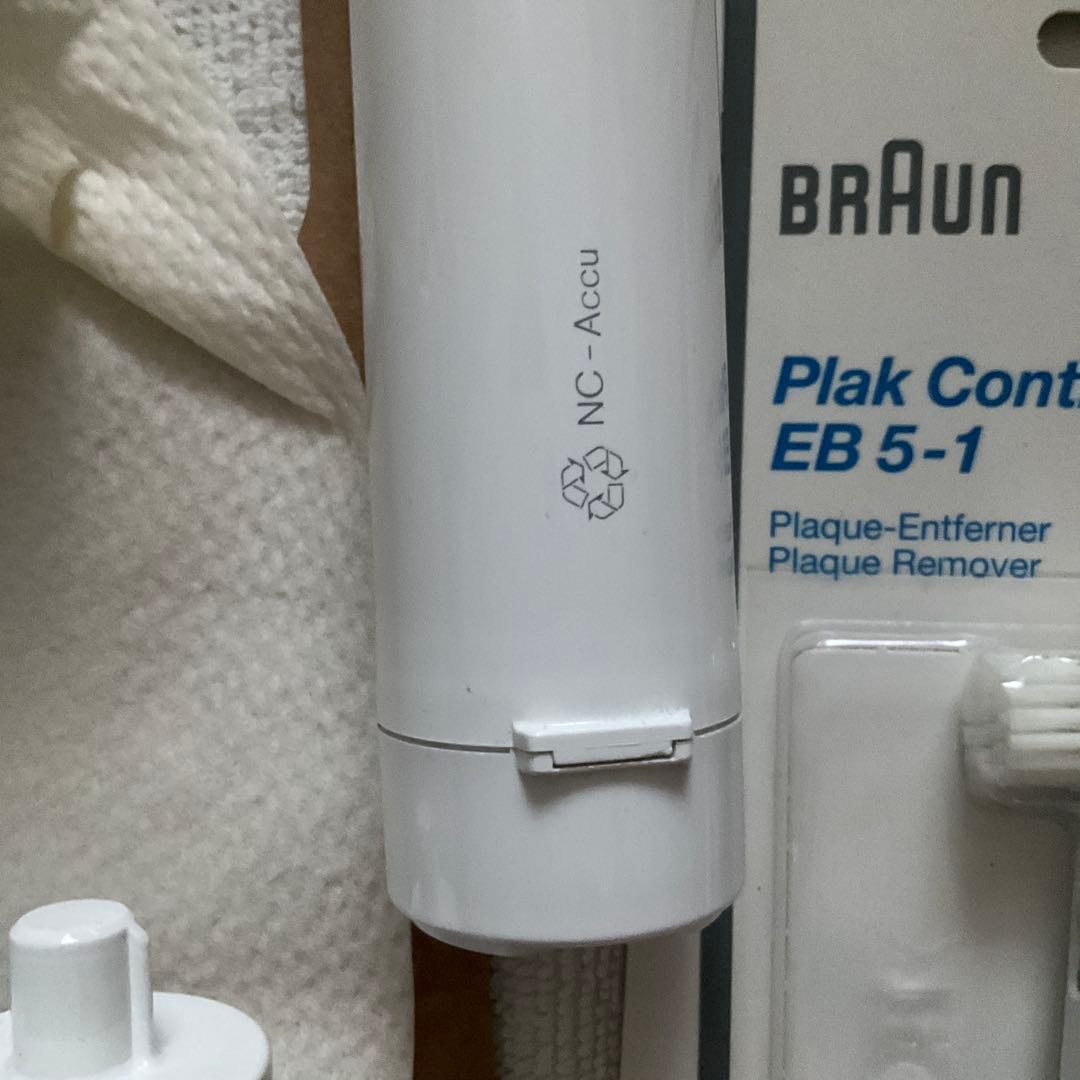 NC - Accu
BRAUN
Plak Cont
EB 5-1
Plaque-Entferner
Plaque Remover